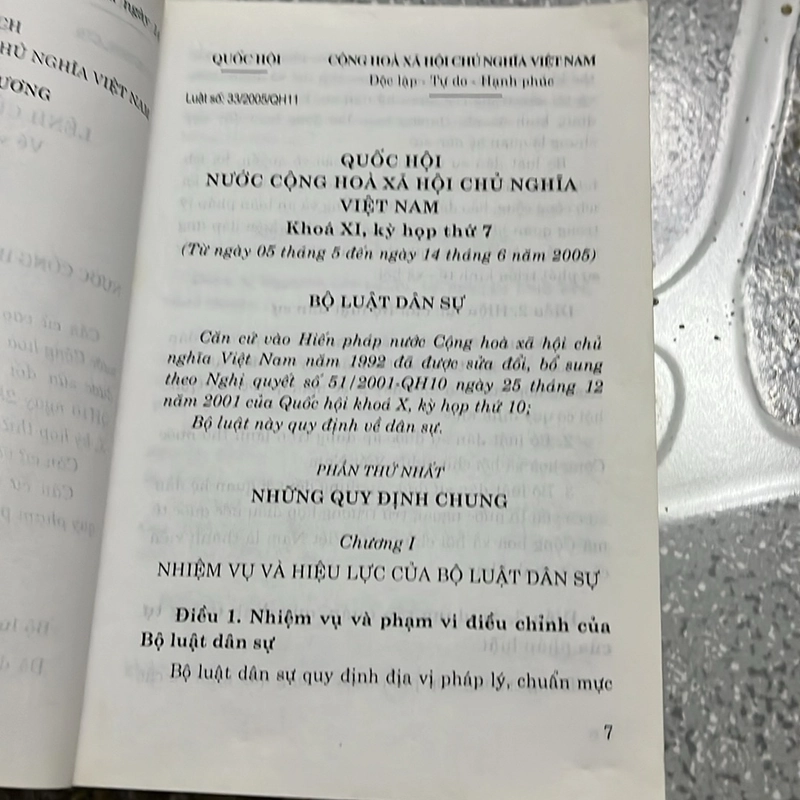 CH
CHỦ NGHĨA VIỆT NAM
ƯƠNG
QUỐC HỘI
CỘNG HOÀ XÃ HỘI CHỦ NGHĨA VIỆT NAM
Độc lập - Tự do - Hạnh phúc
Luật số: 33/2005/QH11
QUỐC HỘI
NƯỚC CỘNG HOÀ XÃ HỘI CHỦ NGHĨA
VIỆT NAM
Khoá XI, kỳ họp thứ 7
(Từ ngày 05 tháng 5 đến ngày 14 tháng 6 năm 2005)
BỘ LUẬT DÂN SỰ
Căn cứ vào Hiến pháp nước Cộng hoà xã hội chủ
nghĩa Việt Nam năm 1992 đã được sửa đổi, bổ sung
theo Nghị quyết số 51/2001-QH10 ngày 25 tháng 12
năm 2001 của Quốc hội khoá X, kỳ họp thứ 10;
Bộ luật này quy định về dân sự.
PHẦN THỨ NHẤT
NHỮNG QUY ĐỊNH CHUNG
Chương I
NHIỆM VỤ VÀ HIỆU LỰC CỦA BỘ LUẬT DÂN SỰ
Điều 1. Nhiệm vụ và phạm vi điều chỉnh của
Bộ luật dân sự
Bộ luật dân sự quy định địa vị pháp lý, chuẩn mực
7